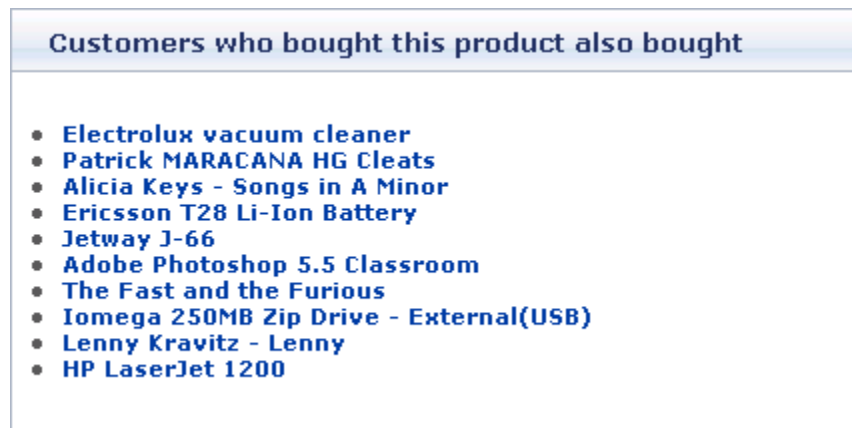 Customers who bought this product also bought
Electrolux vacuum cleaner
Patrick MARACANA HG Cleats
Alicia Keys - Songs in A Minor
Ericsson T28 Li-Ion Battery
Jetway J-66
Adobe Photoshop 5.5 Classroom
The Fast and the Furious
Iomega 250MB Zip Drive - External(USB)
Lenny Kravitz - Lenny
HP LaserJet 1200